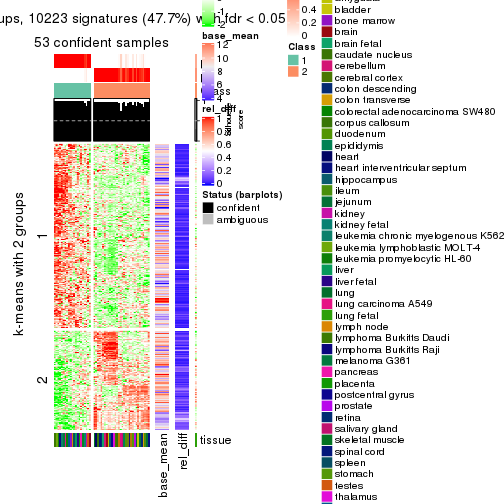 ups, 10223 signatures (47.7%) with fdr < 0.05
53 confident samples
1
2
k-means with 2 groups
base_mean
rel_diff
tissue
-1
-2
base_mean
12
10
8
6
4
rel_diff
1
0.8
0.6
0.4
0.2
0
Status (barplots)
confident
ambiguous
score
0.4
0.2
0
Class
1
2
bladder
bone marrow
brain
brain fetal
caudate nucleus
cerebellum
cerebral cortex
colon descending
colon transverse
colorectal adenocarcinoma SW480
corpus callosum
duodenum
epididymis
heart
heart interventricular septum
hippocampus
ileum
jejunum
kidney
kidney fetal
leukemia chronic myelogenous K562
leukemia lymphoblastic MOLT-4
leukemia promyelocytic HL-60
liver
liver fetal
lung
lung carcinoma A549
lung fetal
lymph node
lymphoma Burkitts Daudi
lymphoma Burkitts Raji
melanoma G361
pancreas
placenta
postcentral gyrus
prostate
retina
salivary gland
skeletal muscle
spinal cord
spleen
stomach
testes
thalamus